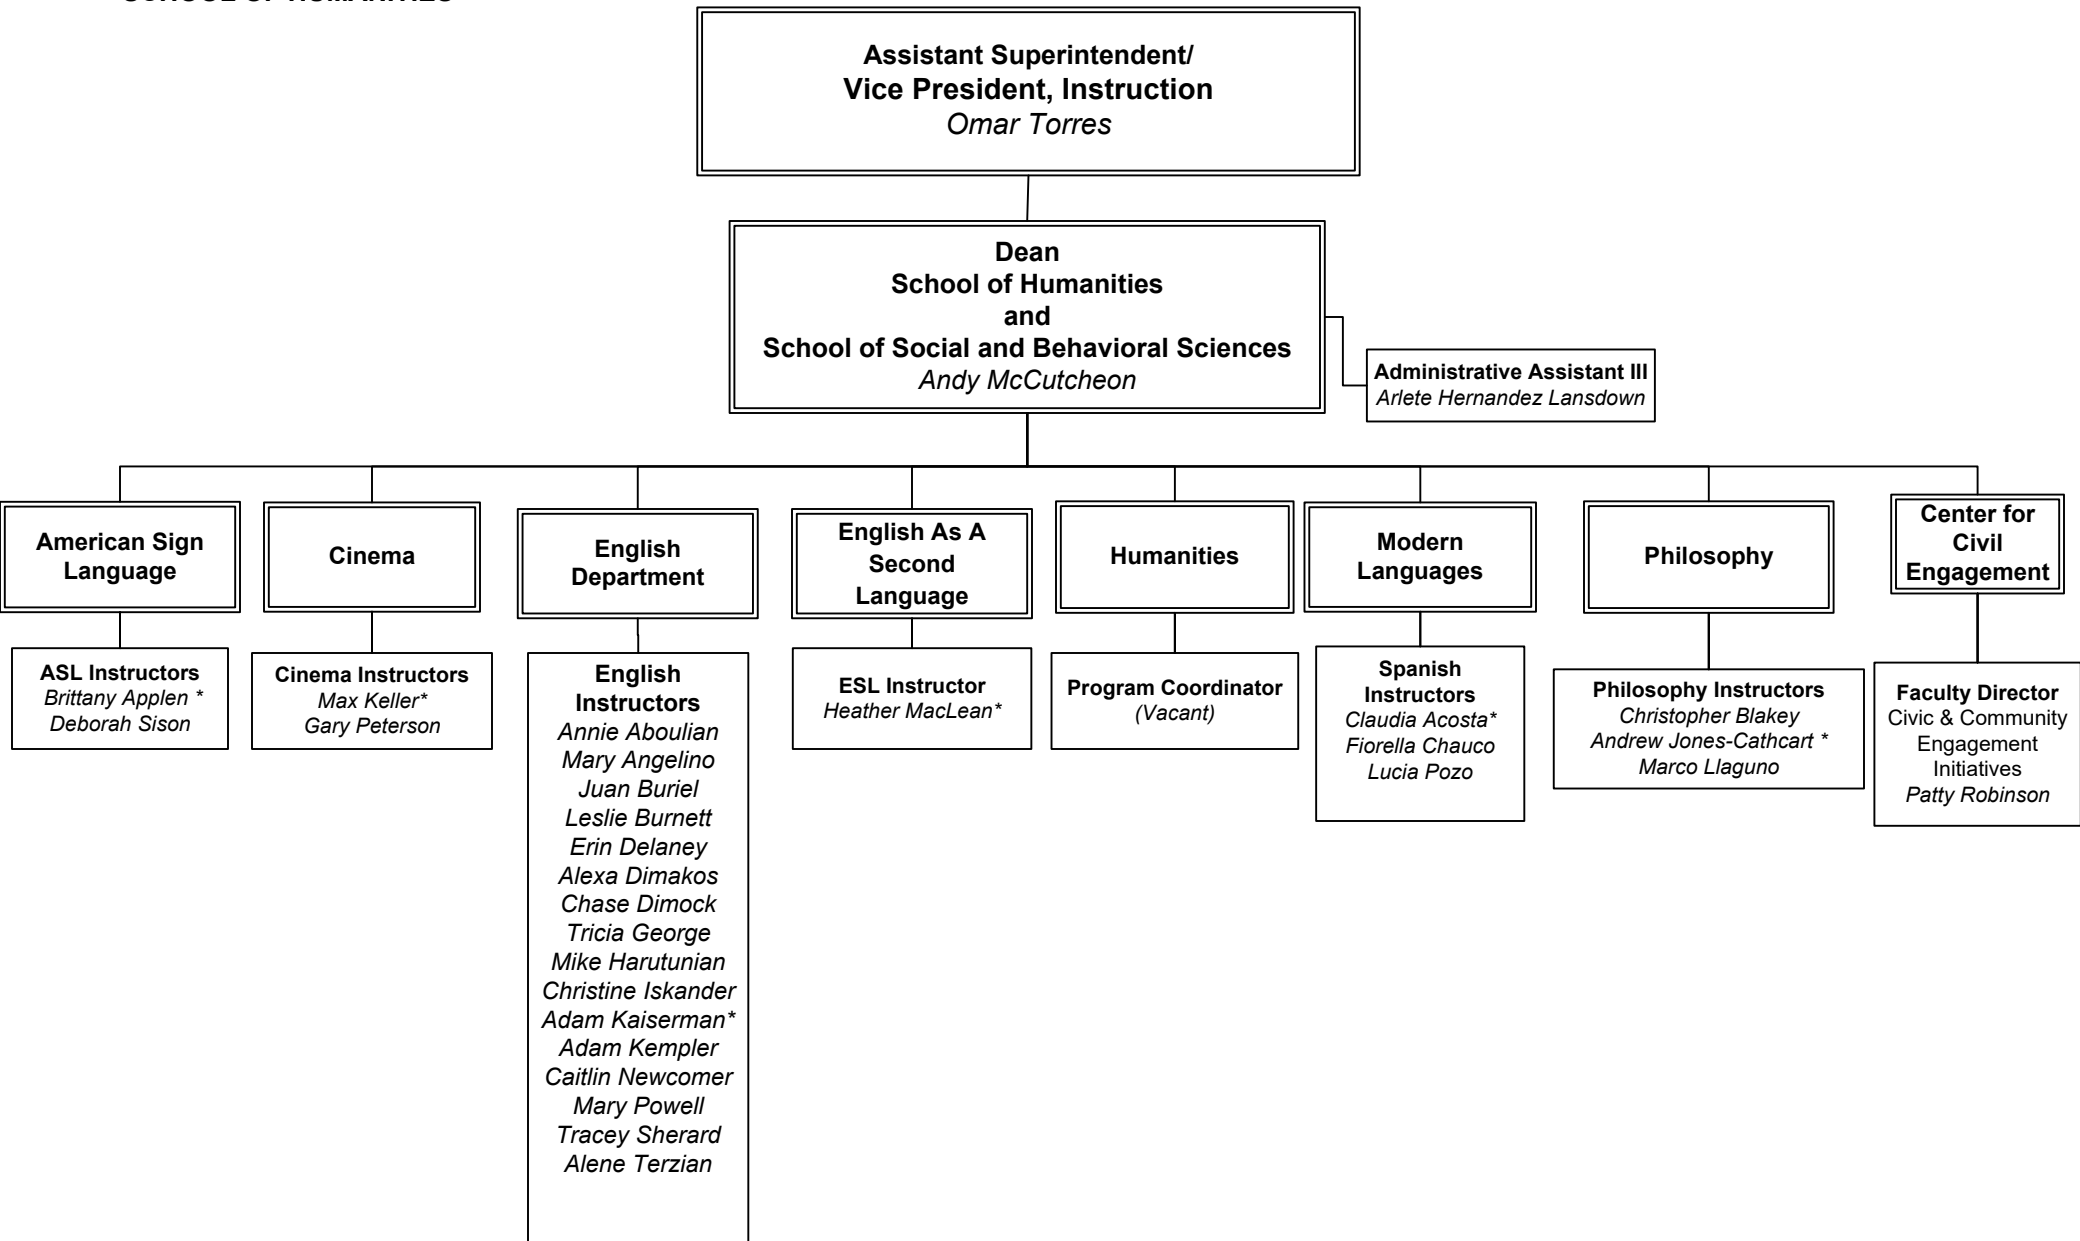 SCHOOL OF HUMANITIES
Assistant Superintendent/
Vice President, Instruction
Omar Torres
Dean
School of Humanities
and
School of Social and Behavioral Sciences
Andy McCutcheon
Administrative Assistant III
Arlete Hernandez Lansdown
American Sign
Language
Cinema
English
Department
English As A
Second
Language
Humanities
Modern
Languages
Philosophy
Center for
Civil
Engagement
ASL Instructors
Brittany Applen *
Deborah Sison
Cinema Instructors
Max Keller*
Gary Peterson
English
Instructors
Annie Aboulian
Mary Angelino
Juan Buriel
Leslie Burnett
Erin Delaney
Alexa Dimakos
Chase Dimock
Tricia George
Mike Harutunian
Christine Iskander
Adam Kaiserman*
Adam Kempler
Caitlin Newcomer
Mary Powell
Tracey Sherard
Alene Terzian
ESL Instructor
Heather MacLean*
Program Coordinator
(Vacant)
Spanish
Instructors
Claudia Acosta*
Fiorella Chauco
Lucia Pozo
Philosophy Instructors
Christopher Blakey
Andrew Jones-Cathcart *
Marco Llaguno
Faculty Director
Civic & Community
Engagement
Initiatives
Patty Robinson